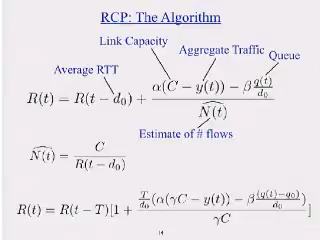 RCP: The Algorithm
Link Capacity
Aggregate Traffic
Queue
Average RTT
R(t) = R(t − d₀) + (α(C − y(t)) − β q(t)/d₀) / N̂(t)
Estimate of # flows
N̂(t) = C / R(t − d₀)
R(t) = R(t − T)[1 + (T/d₀ (α(γC − y(t)) − β (q(t)−q₀)/d₀)) / γC]
14